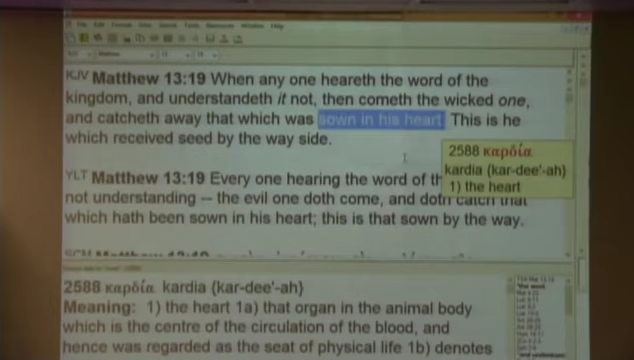 KJV Matthew 13:19 When any one heareth the word of the
kingdom, and understandeth it not, then cometh the wicked one,
and catcheth away that which was sown in his heart. This is he
which received seed by the way side.
2588 καρδία
kardia {kar-dee'-ah}
1) the heart
YLT Matthew 13:19 Every one hearing the word of th
not understanding -- the evil one doth come, and doth catch that
which hath been sown in his heart; this is that sown by the way.
2588 καρδία kardia {kar-dee'-ah}
Meaning: 1) the heart 1a) that organ in the animal body
which is the centre of the circulation of the blood, and
hence was regarded as the seat of physical life 1b) denotes